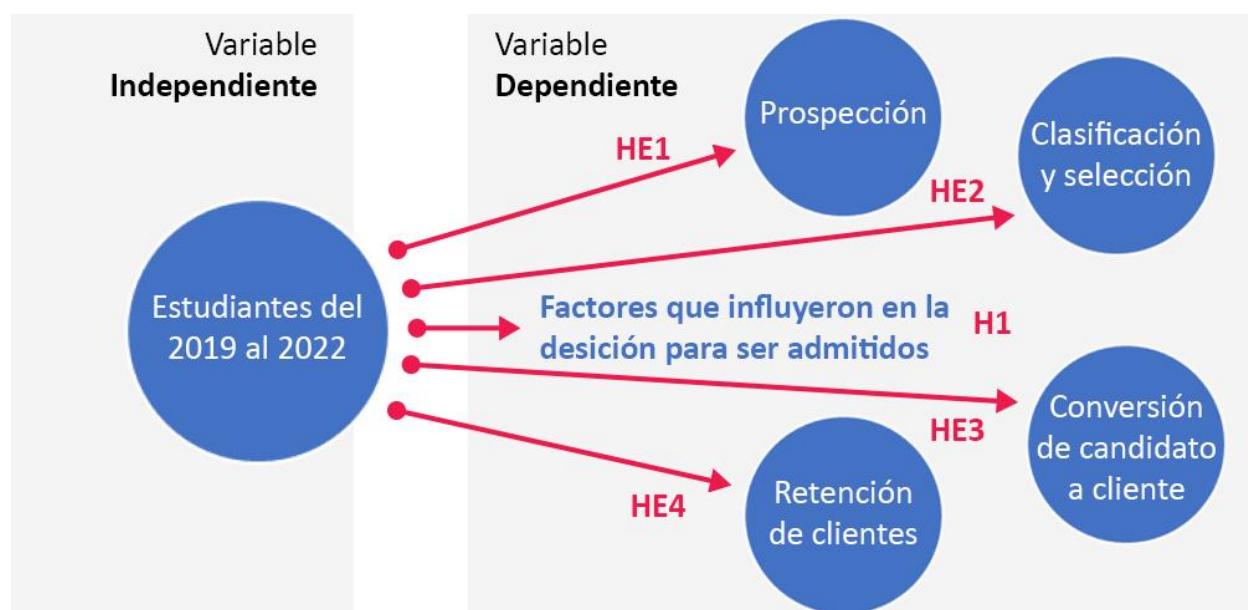 Variable
Independiente
Variable
Dependiente
Prospección
Clasificación
y selección
HE1
HE2
Estudiantes del
2019 al 2022
Factores que influyeron en la
desición para ser admitidos
H1
HE3
Conversión
de candidato
a cliente
HE4
Retención
de clientes